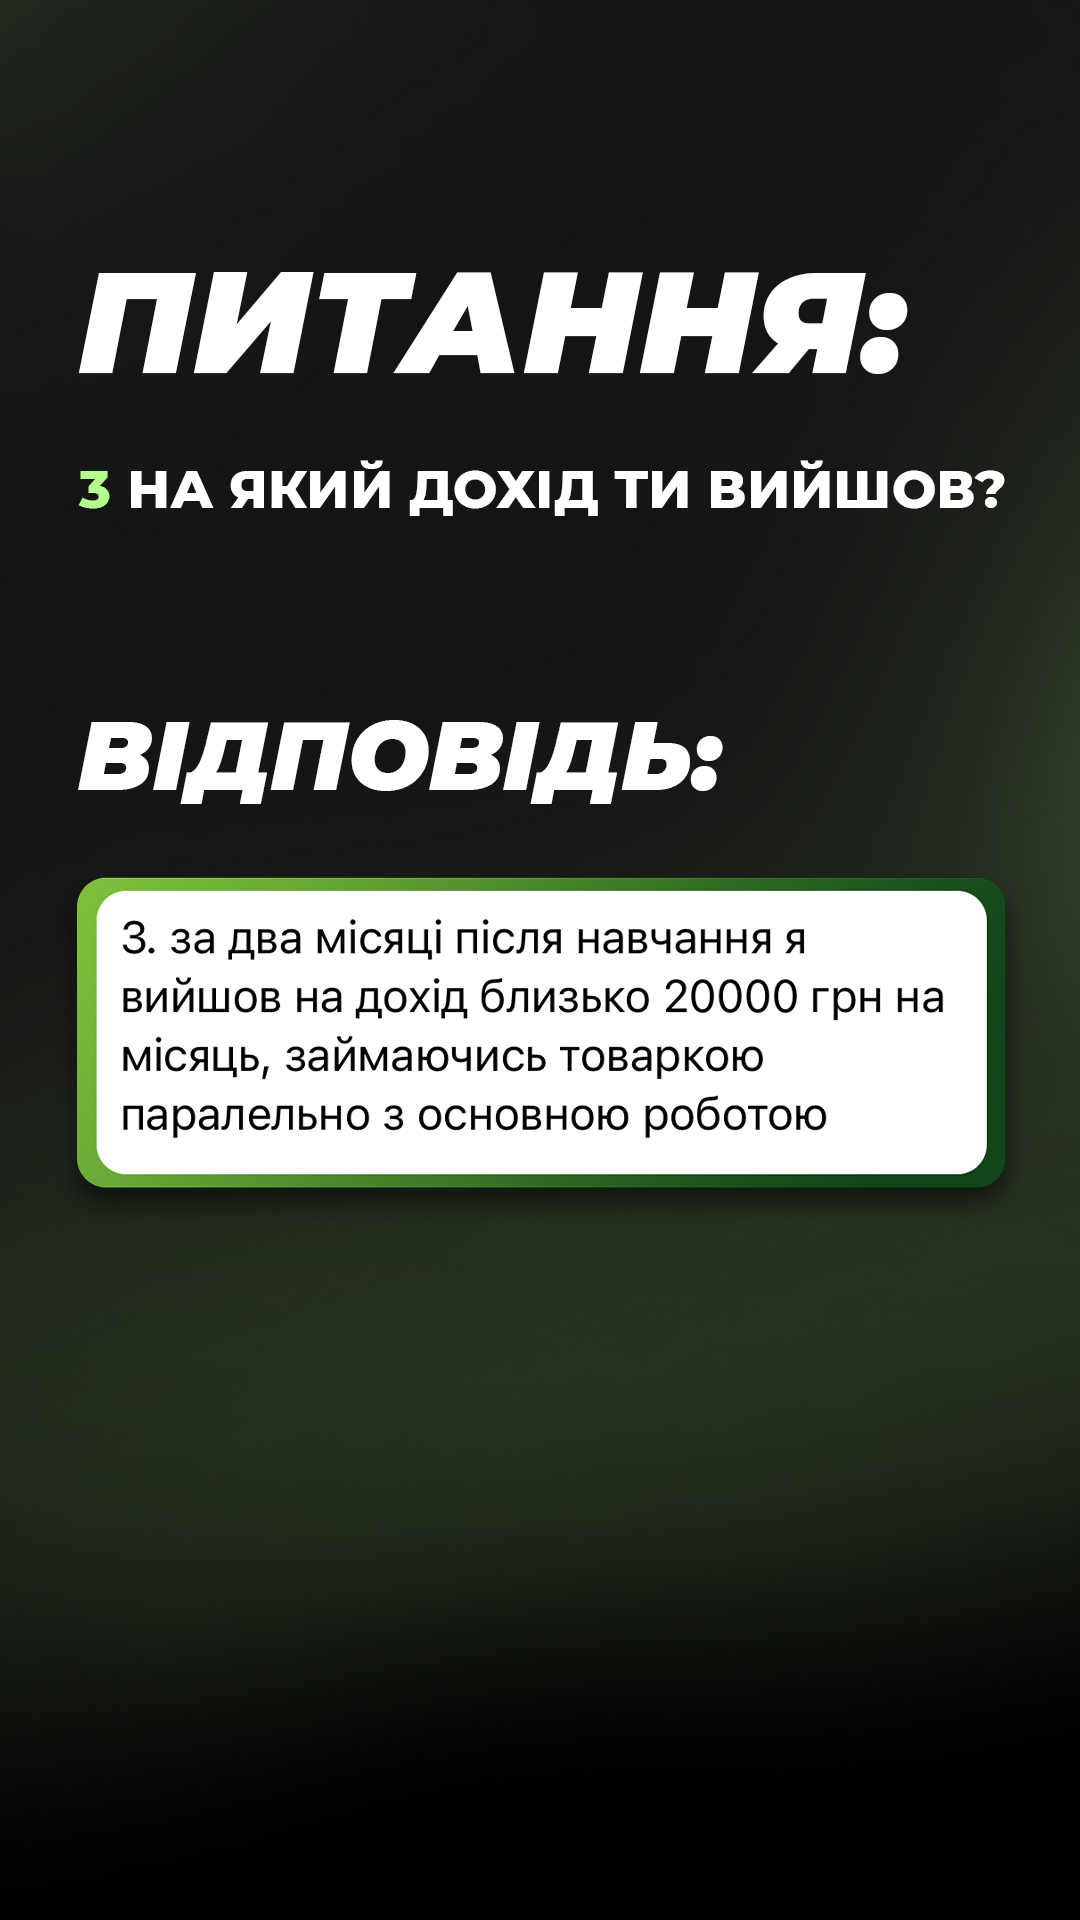 ПИТАННЯ:
3 НА ЯКИЙ ДОХІД ТИ ВИЙШОВ?
ВІДПОВІДЬ:
3. за два місяці після навчання я
вийшов на дохід близько 20000 грн на
місяць, займаючись товаркою
паралельно з основною роботою